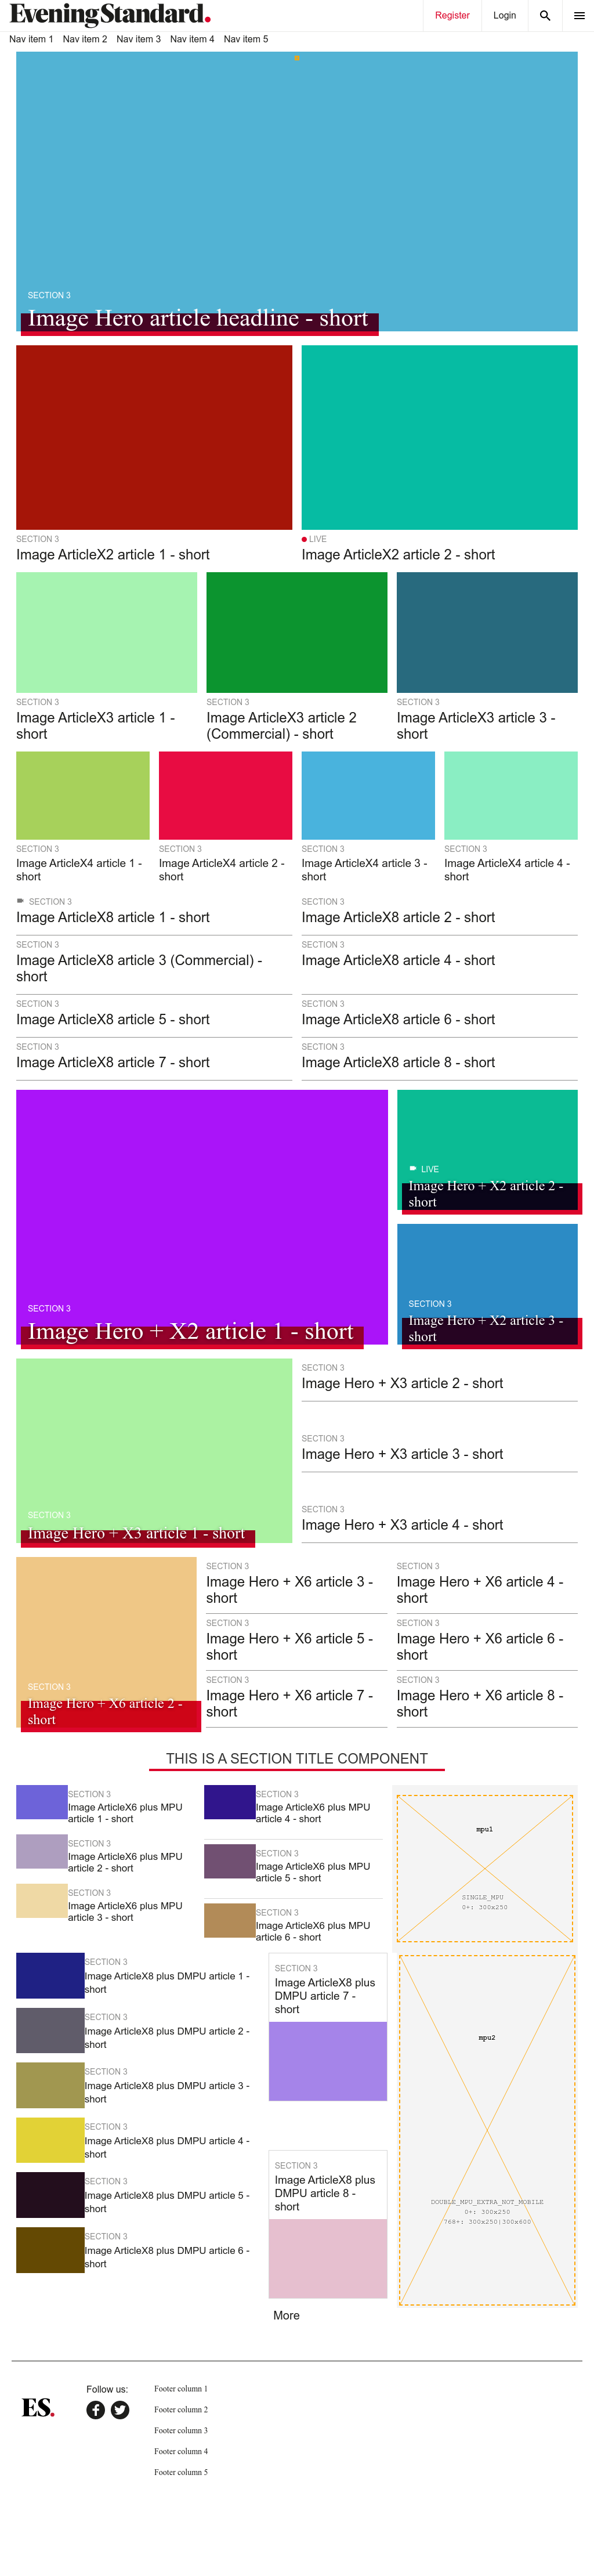 EveningStandard.
Register
Login
Nav item 1
Nav item 2
Nav item 3
Nav item 4
Nav item 5
SECTION 3
Image Hero article headline - short
SECTION 3
Image ArticleX2 article 1 - short
LIVE
Image ArticleX2 article 2 - short
SECTION 3
Image ArticleX3 article 1 -
short
SECTION 3
Image ArticleX3 article 2
(Commercial) - short
SECTION 3
Image ArticleX3 article 3 -
short
SECTION 3
Image ArticleX4 article 1 -
short
SECTION 3
Image ArticleX4 article 2 -
short
SECTION 3
Image ArticleX4 article 3 -
short
SECTION 3
Image ArticleX4 article 4 -
short
SECTION 3
Image ArticleX8 article 1 - short
SECTION 3
Image ArticleX8 article 2 - short
SECTION 3
Image ArticleX8 article 3 (Commercial) -
short
SECTION 3
Image ArticleX8 article 4 - short
SECTION 3
Image ArticleX8 article 5 - short
SECTION 3
Image ArticleX8 article 6 - short
SECTION 3
Image ArticleX8 article 7 - short
SECTION 3
Image ArticleX8 article 8 - short
SECTION 3
Image Hero + X2 article 1 - short
LIVE
Image Hero + X2 article 2 -
short
SECTION 3
Image Hero + X2 article 3 -
short
SECTION 3
Image Hero + X3 article 1 - short
SECTION 3
Image Hero + X3 article 2 - short
SECTION 3
Image Hero + X3 article 3 - short
SECTION 3
Image Hero + X3 article 4 - short
SECTION 3
Image Hero + X6 article 2 -
short
SECTION 3
Image Hero + X6 article 3 -
short
SECTION 3
Image Hero + X6 article 4 -
short
SECTION 3
Image Hero + X6 article 5 -
short
SECTION 3
Image Hero + X6 article 6 -
short
SECTION 3
Image Hero + X6 article 7 -
short
SECTION 3
Image Hero + X6 article 8 -
short
THIS IS A SECTION TITLE COMPONENT
SECTION 3
Image ArticleX6 plus MPU
article 1 - short
SECTION 3
Image ArticleX6 plus MPU
article 2 - short
SECTION 3
Image ArticleX6 plus MPU
article 3 - short
SECTION 3
Image ArticleX6 plus MPU
article 4 - short
SECTION 3
Image ArticleX6 plus MPU
article 5 - short
SECTION 3
Image ArticleX6 plus MPU
article 6 - short
mpu1
SINGLE_MPU
0+: 300x250
SECTION 3
Image ArticleX8 plus DMPU article 1 -
short
SECTION 3
Image ArticleX8 plus DMPU article 2 -
short
SECTION 3
Image ArticleX8 plus DMPU article 3 -
short
SECTION 3
Image ArticleX8 plus DMPU article 4 -
short
SECTION 3
Image ArticleX8 plus DMPU article 5 -
short
SECTION 3
Image ArticleX8 plus DMPU article 6 -
short
SECTION 3
Image ArticleX8 plus
DMPU article 7 -
short
SECTION 3
Image ArticleX8 plus
DMPU article 8 -
short
mpu2
DOUBLE_MPU_EXTRA_NOT_MOBILE
0+: 300x250
768+: 300x250|300x600
More
ES.
Follow us:
Footer column 1
Footer column 2
Footer column 3
Footer column 4
Footer column 5